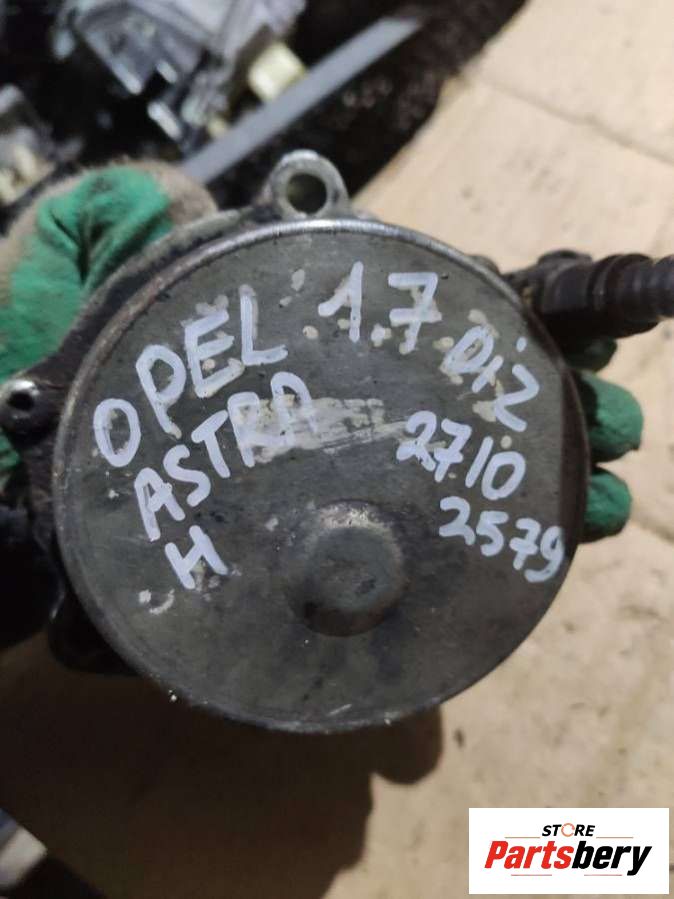 OPEL 1.7 DiZ
ASTRA 2710
H 2579
STORE
Partsbery